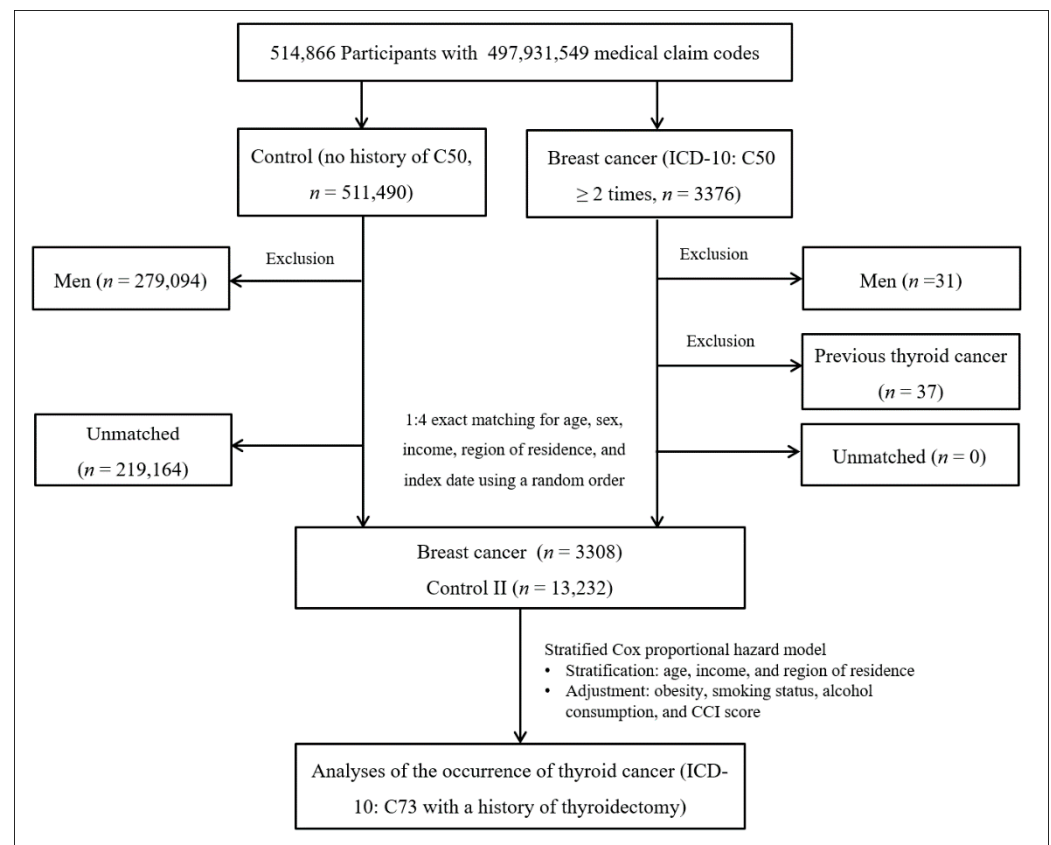 514,866 Participants with 497,931,549 medical claim codes
Control (no history of C50,
n = 511,490)
Breast cancer (ICD-10: C50
≥ 2 times, n = 3376)
Exclusion
Men (n = 279,094)
Exclusion
Men (n =31)
Exclusion
Previous thyroid cancer
(n = 37)
Unmatched
(n = 219,164)
1:4 exact matching for age, sex,
income, region of residence, and
index date using a random order
Unmatched (n = 0)
Breast cancer (n = 3308)
Control II (n = 13,232)
Stratified Cox proportional hazard model
• Stratification: age, income, and region of residence
• Adjustment: obesity, smoking status, alcohol
consumption, and CCI score
Analyses of the occurrence of thyroid cancer (ICD-
10: C73 with a history of thyroidectomy)